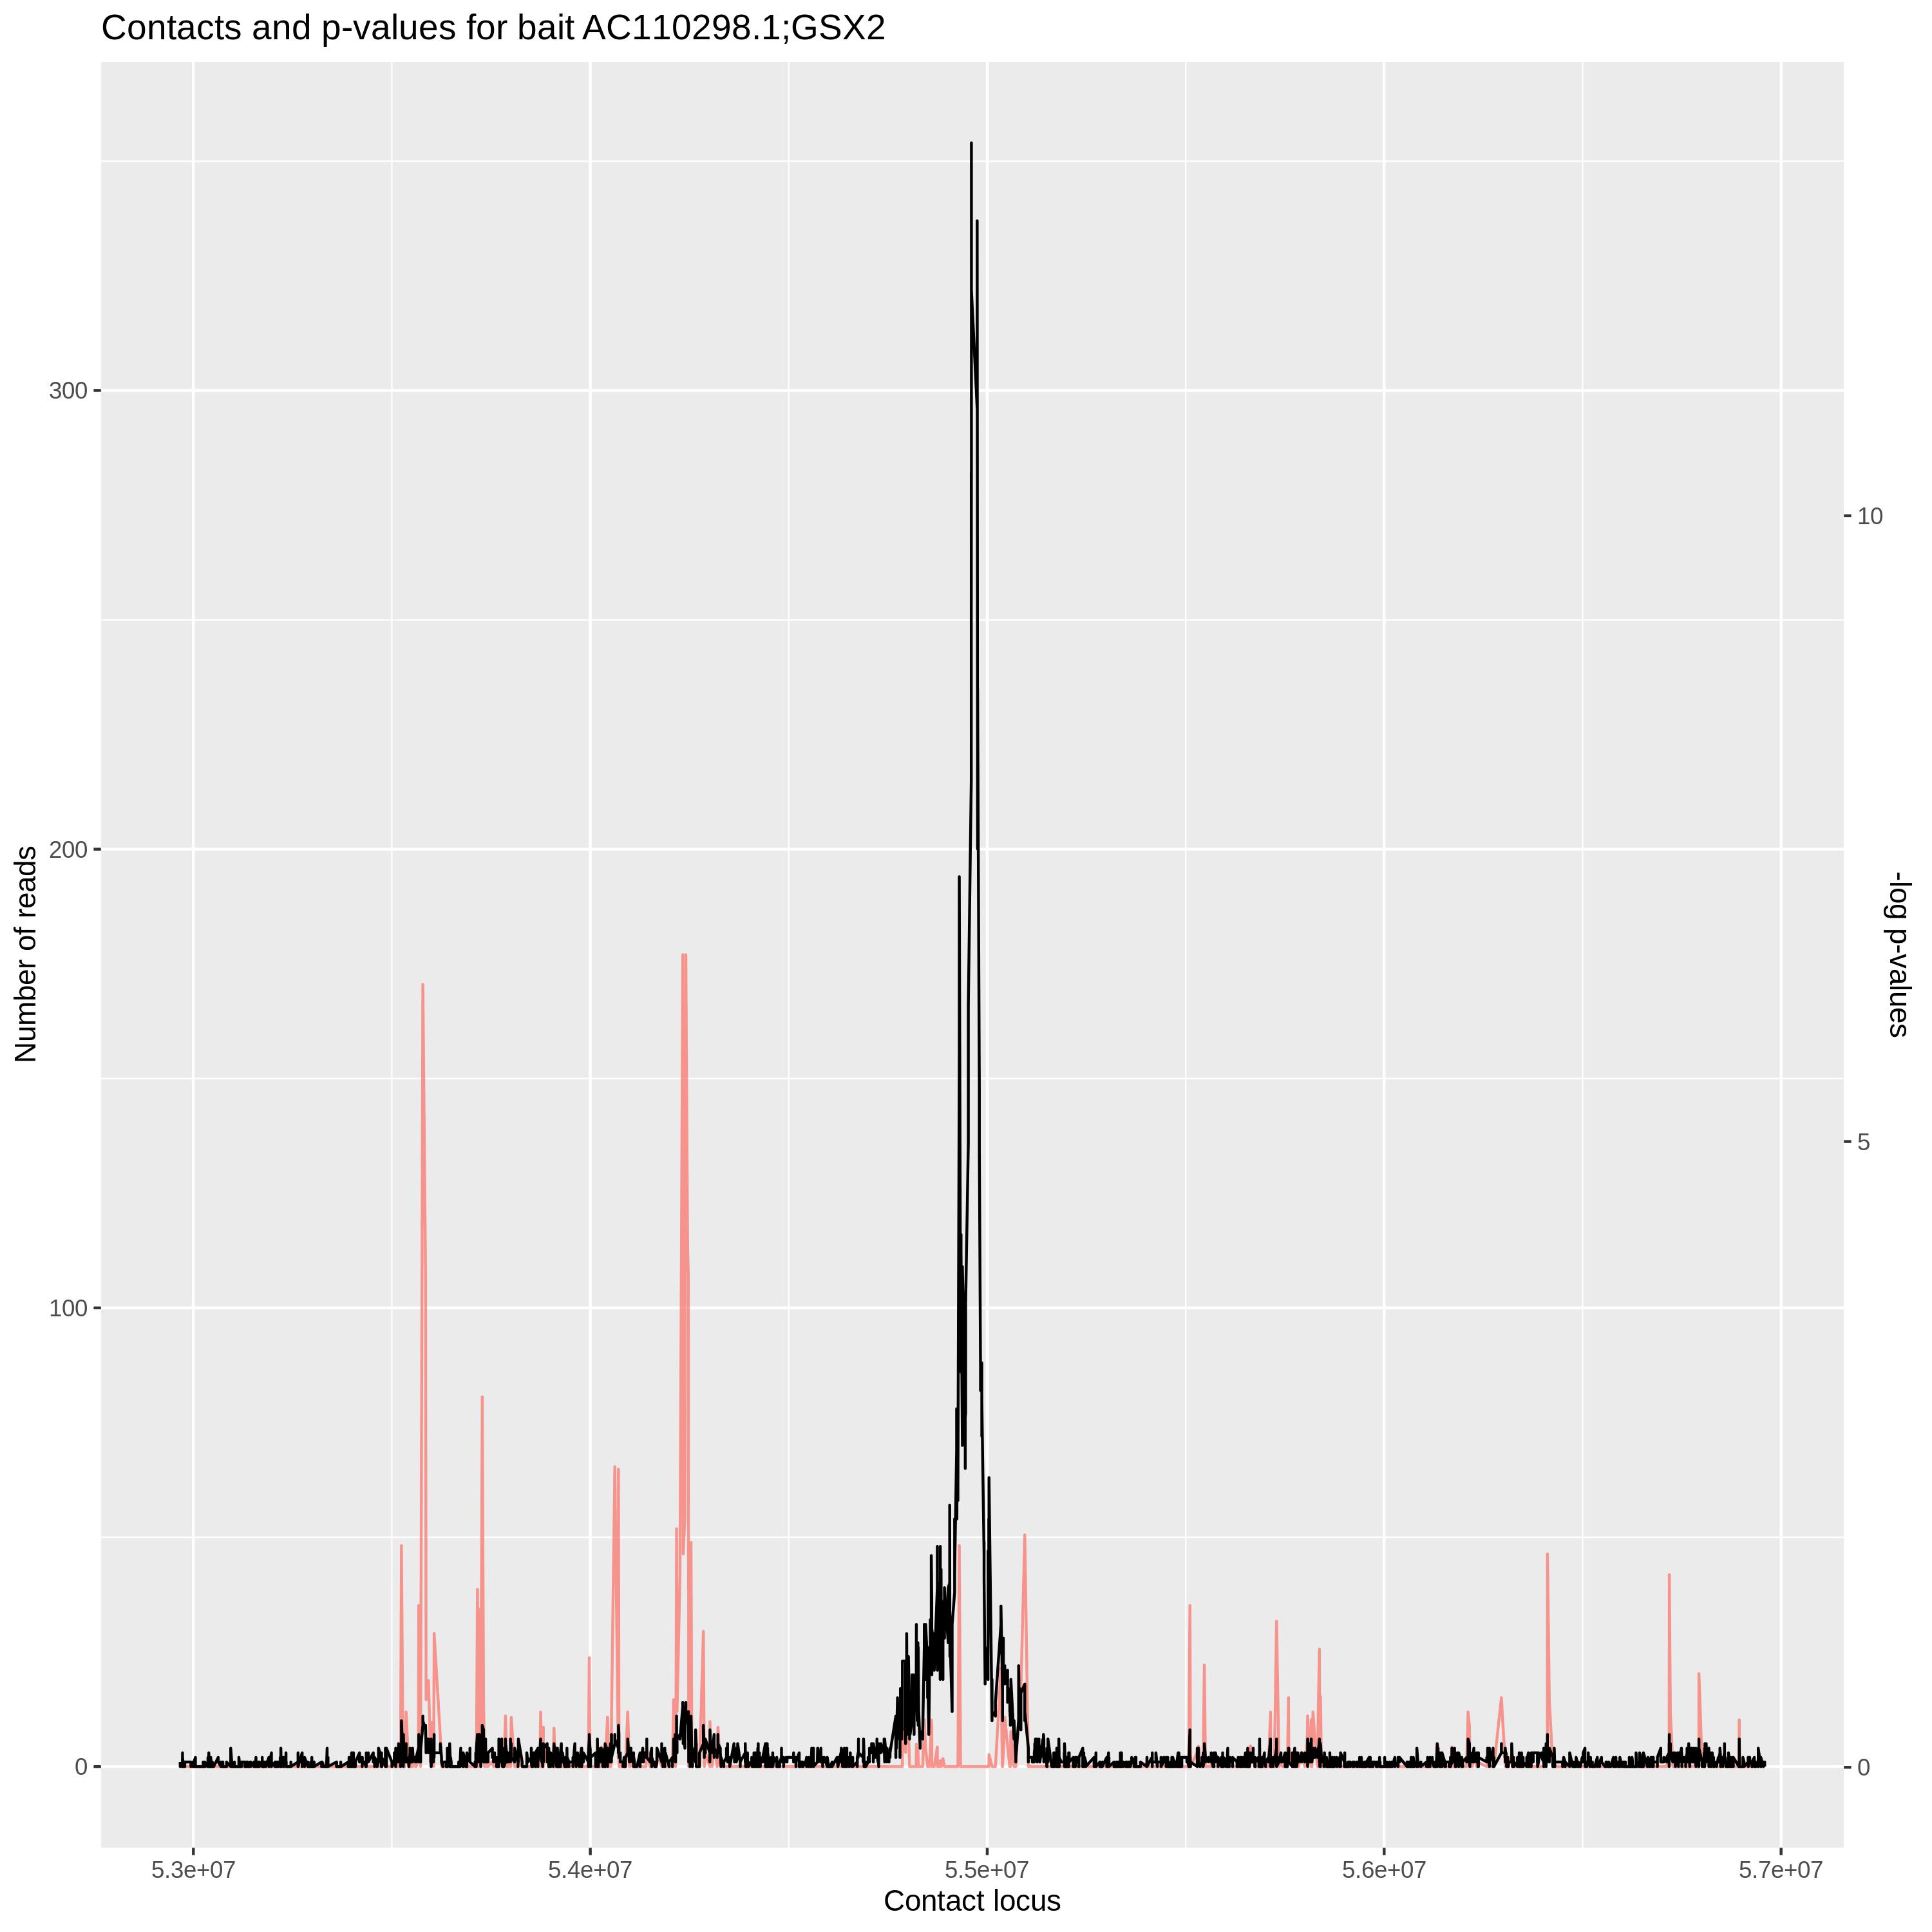 Contacts and p-values for bait AC110298.1;GSX2
300
200
100
0
Number of reads
10
5
0
-log p-values
5.3e+07 5.4e+07 5.5e+07 5.6e+07 5.7e+07
Contact locus